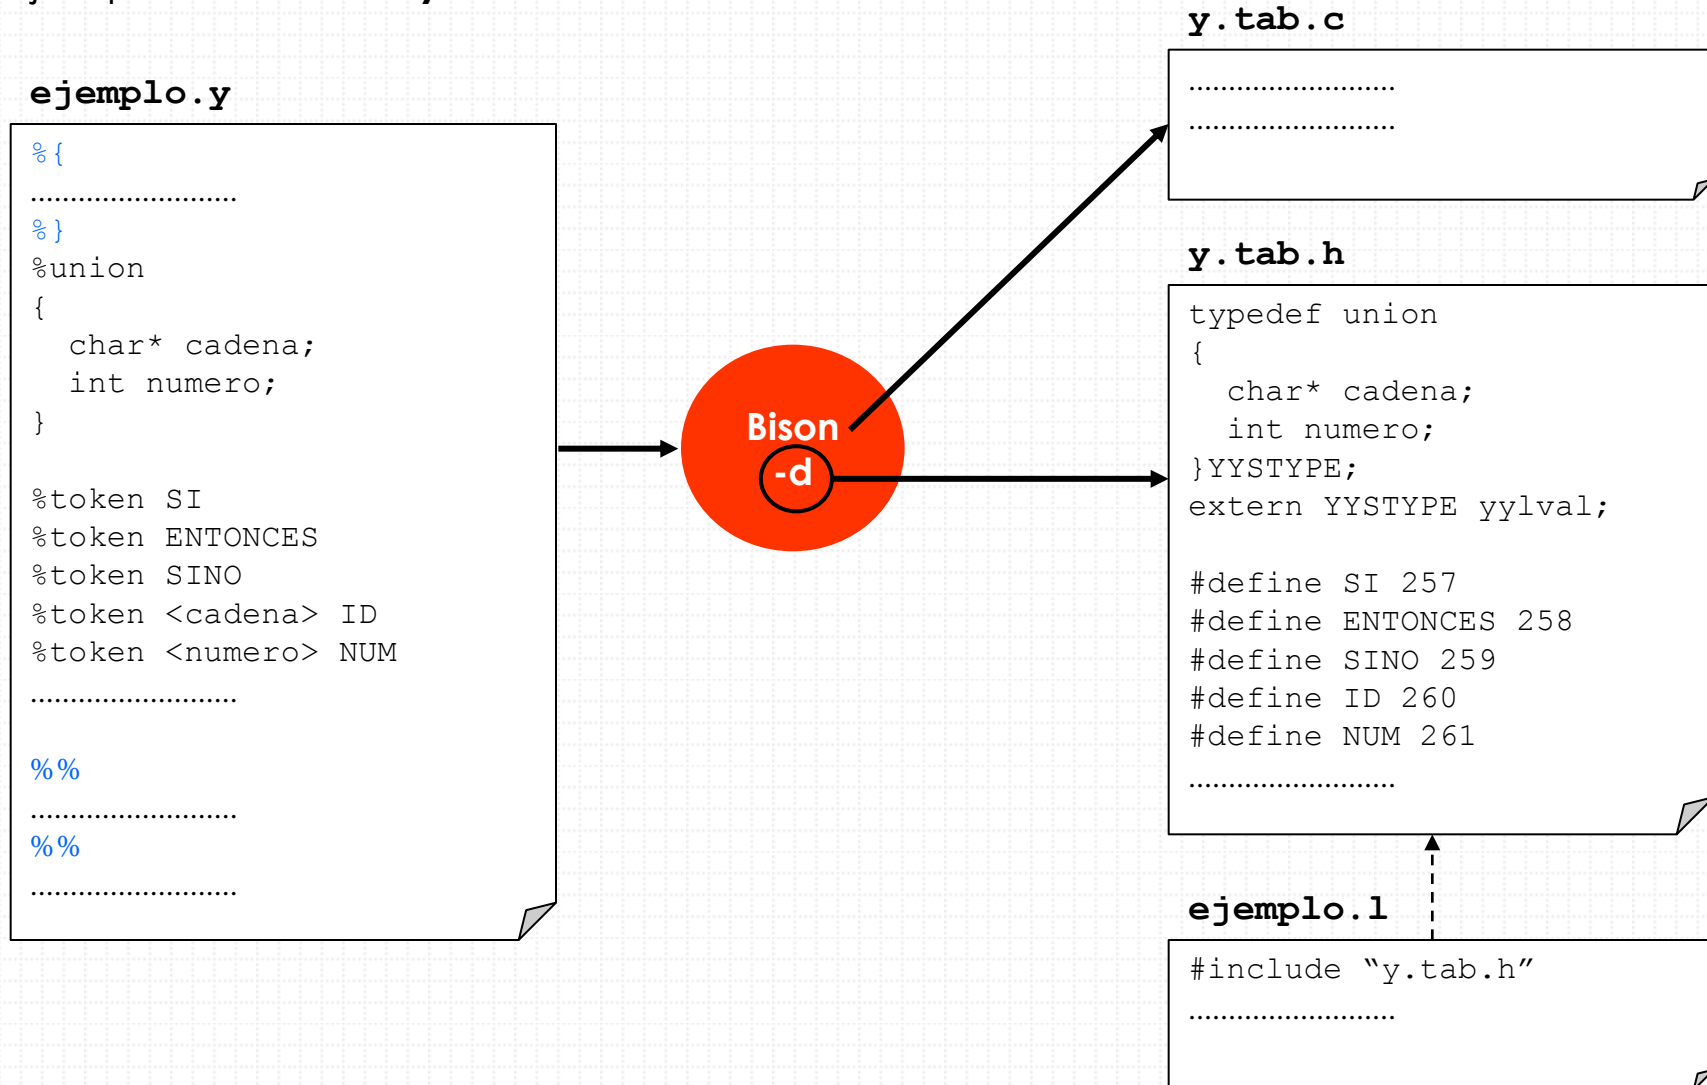 ejemplo.y
%{
............................
%}
%union
{
  char* cadena;
  int numero;
}
%token SI
%token ENTONCES
%token SINO
%token <cadena> ID
%token <numero> NUM
............................
%%
............................
%%
............................
Bison
-d
y.tab.c
............................
............................
y.tab.h
typedef union
{
  char* cadena;
  int numero;
}YYSTYPE;
extern YYSTYPE yylval;
#define SI 257
#define ENTONCES 258
#define SINO 259
#define ID 260
#define NUM 261
............................
ejemplo.l
#include “y.tab.h”
............................